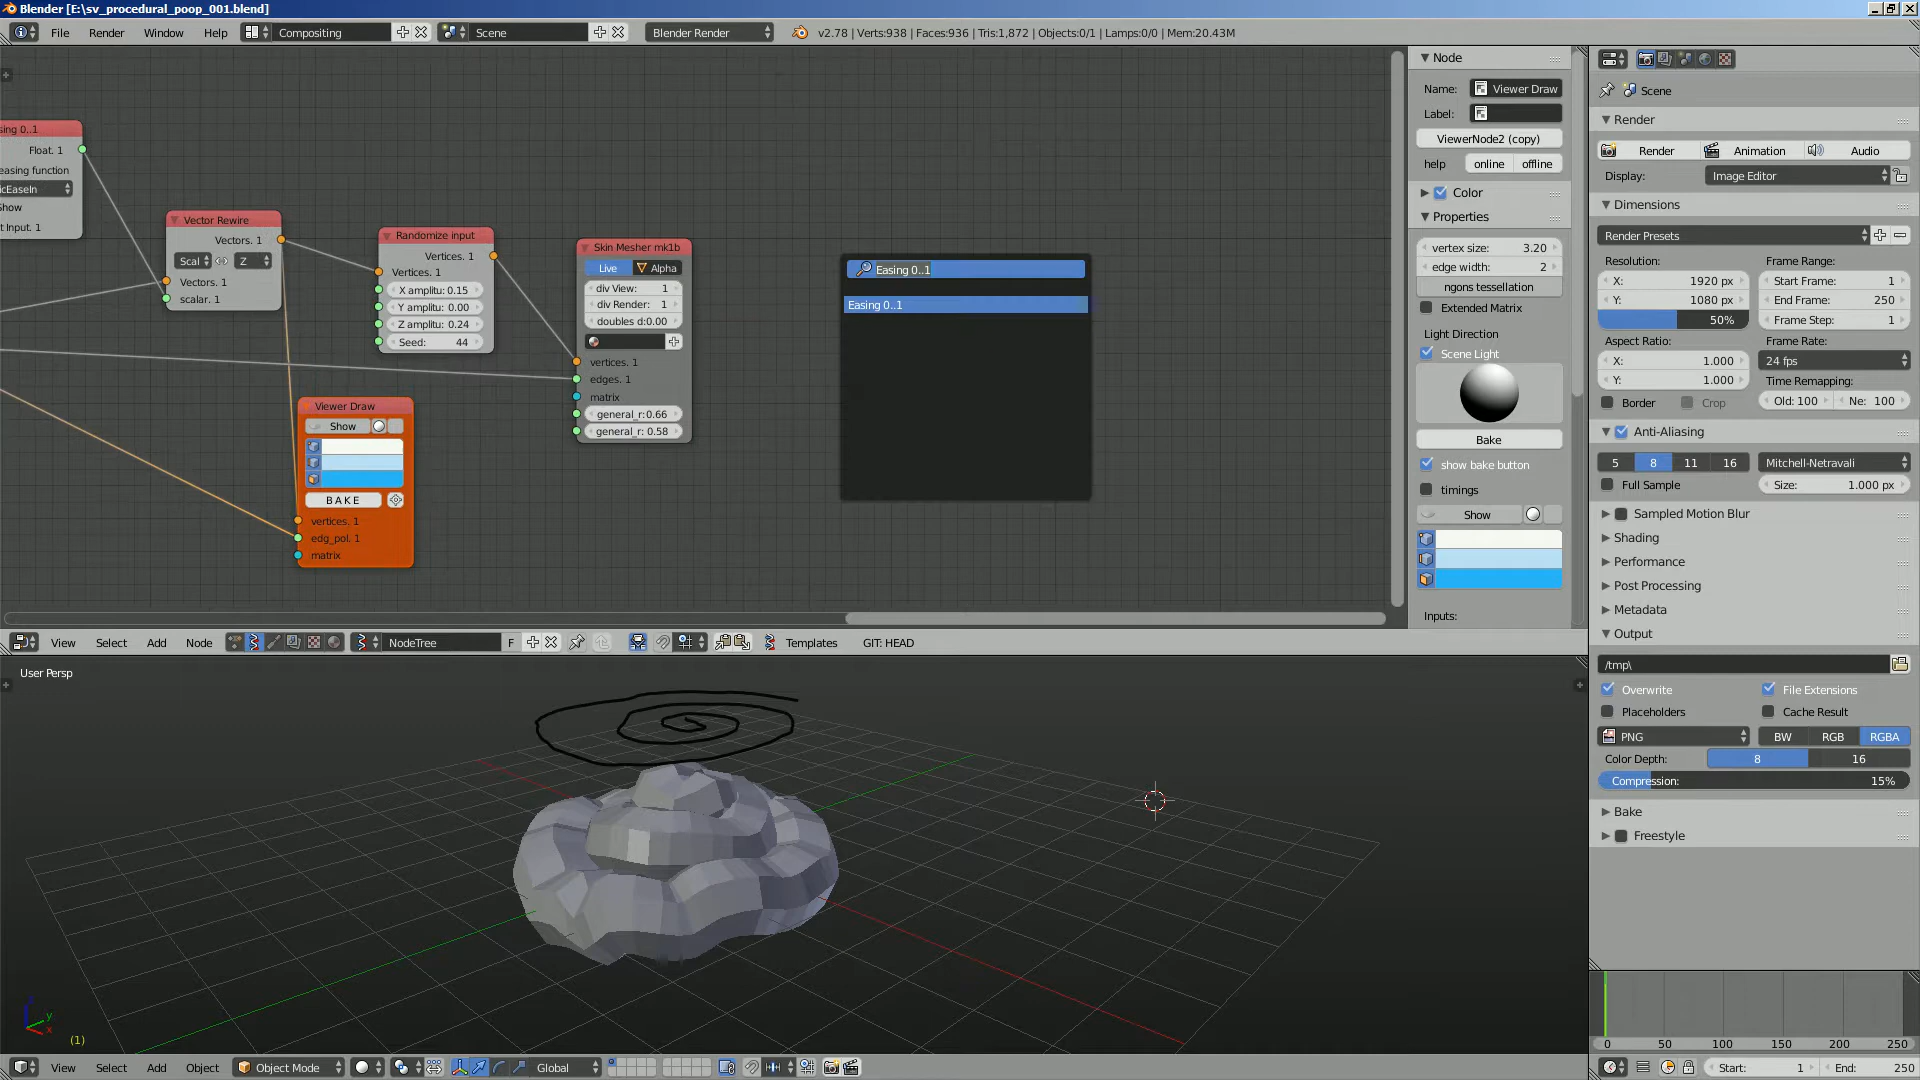 Blender [E:\sv_procedural_poop_001.blend]
File Render Window Help Compositing Scene Blender Render v2.78 | Verts:938 | Faces:936 | Tris:1,872 | Objects:0/1 | Lamps:0/0 | Mem:20.43M
sing 0..1
Float. 1
easing function
icEaseIn
Show
t Input. 1
Vector Rewire
Vectors. 1
Scal Z
Vectors. 1
scalar. 1
Randomize input
Vertices. 1
Vertices. 1
X amplitu: 0.15
Y amplitu: 0.00
Z amplitu: 0.24
Seed: 44
Skin Mesher mk1b
Live Alpha
div View: 1
div Render: 1
doubles d:0.00
vertices. 1
edges. 1
matrix
general_r:0.66
general_r: 0.58
Viewer Draw
Show
BAKE
vertices. 1
edg_pol. 1
matrix
Easing 0..1
Easing 0..1
Node
Name: Viewer Draw
Label:
ViewerNode2 (copy)
help online offline
Color
Properties
vertex size: 3.20
edge width: 2
ngons tessellation
Extended Matrix
Light Direction
Scene Light
Bake
show bake button
timings
Show
Inputs:
Scene
Render
Render Animation Audio
Display: Image Editor
Dimensions
Render Presets
Resolution: Frame Range:
X: 1920 px Start Frame: 1
Y: 1080 px End Frame: 250
50% Frame Step: 1
Aspect Ratio: Frame Rate:
X: 1.000 24 fps
Y: 1.000 Time Remapping:
Border Crop Old: 100 Ne: 100
Anti-Aliasing
5 8 11 16 Mitchell-Netravali
Full Sample Size: 1.000 px
Sampled Motion Blur
Shading
Performance
Post Processing
Metadata
Output
/tmp\
Overwrite File Extensions
Placeholders Cache Result
PNG BW RGB RGBA
Color Depth: 8 16
Compression: 15%
Bake
Freestyle
View Select Add Node NodeTree F Templates GIT: HEAD
User Persp
z y x
(1)
0 50 100 150 200 250
View Select Add Object Object Mode Global Start: 1 End: 250